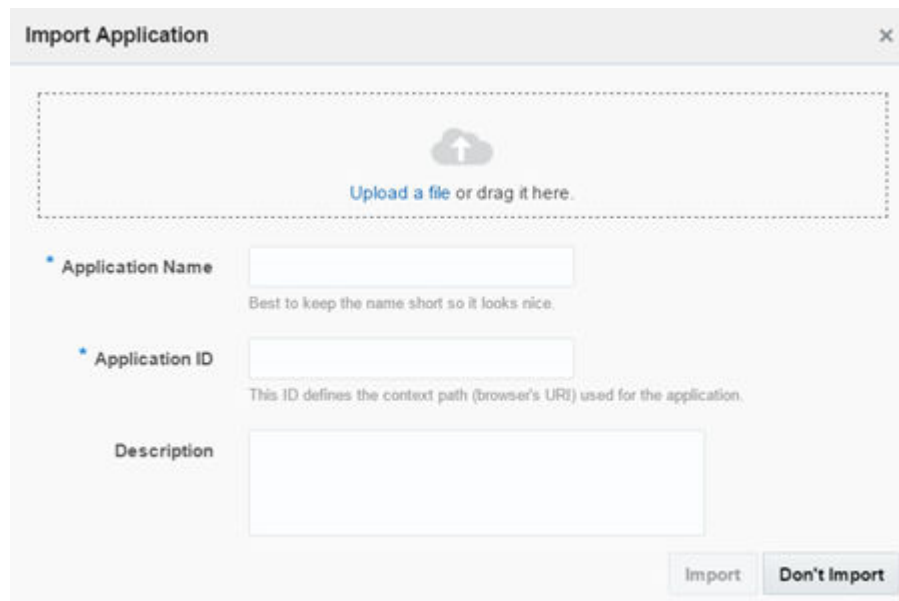 Import Application ×
Upload a file or drag it here.
* Application Name
Best to keep the name short so it looks nice.
* Application ID
This ID defines the context path (browser's URI) used for the application.
Description
Import Don't Import